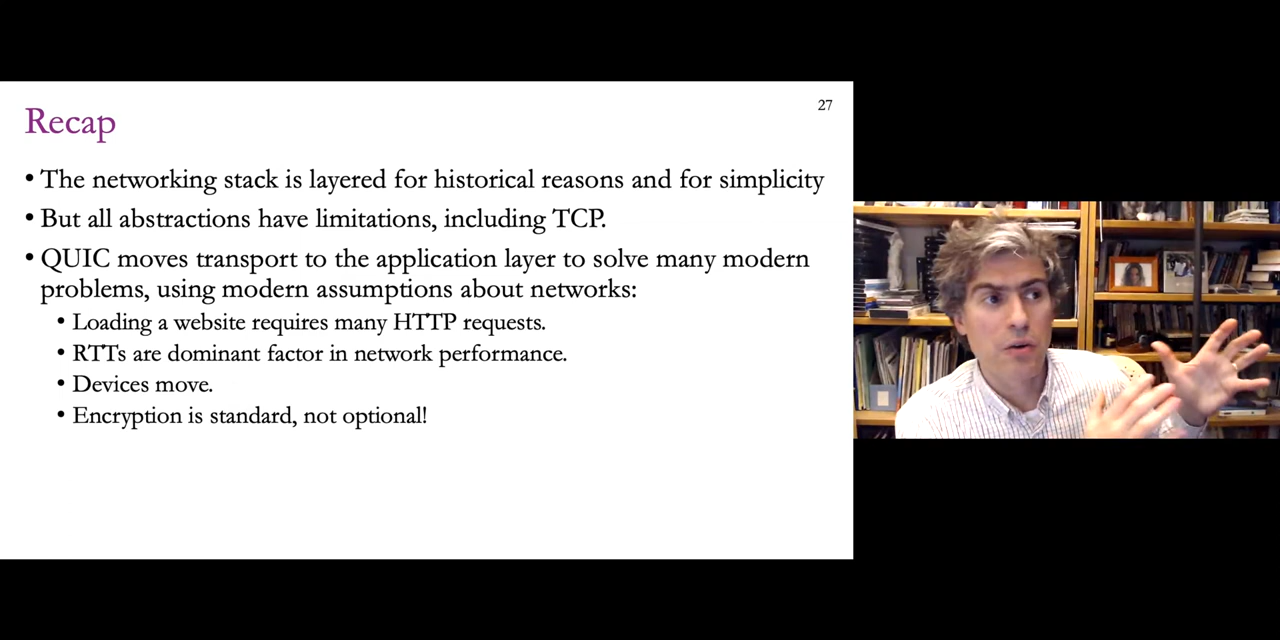 27
Recap
• The networking stack is layered for historical reasons and for simplicity
• But all abstractions have limitations, including TCP.
• QUIC moves transport to the application layer to solve many modern
problems, using modern assumptions about networks:
• Loading a website requires many HTTP requests.
• RTTs are dominant factor in network performance.
• Devices move.
• Encryption is standard, not optional!